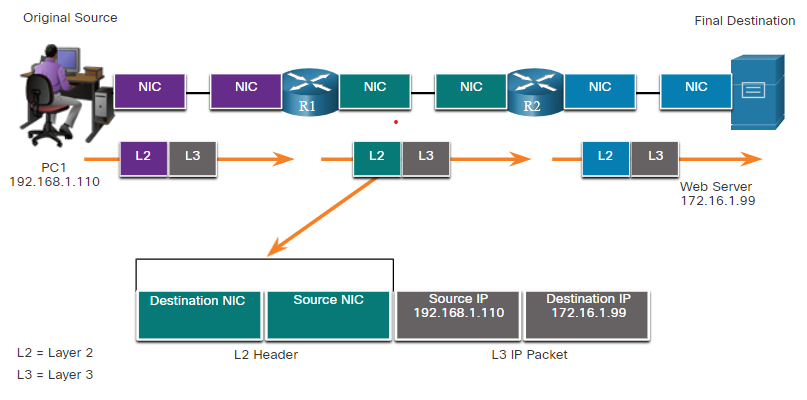 Original Source
Final Destination
NIC
NIC
R1
NIC
NIC
R2
NIC
NIC
L2
L3
L2
L3
L2
L3
PC1
192.168.1.110
Web Server
172.16.1.99
Destination NIC
Source NIC
Source IP
192.168.1.110
Destination IP
172.16.1.99
L2 = Layer 2
L2 Header
L3 IP Packet
L3 = Layer 3